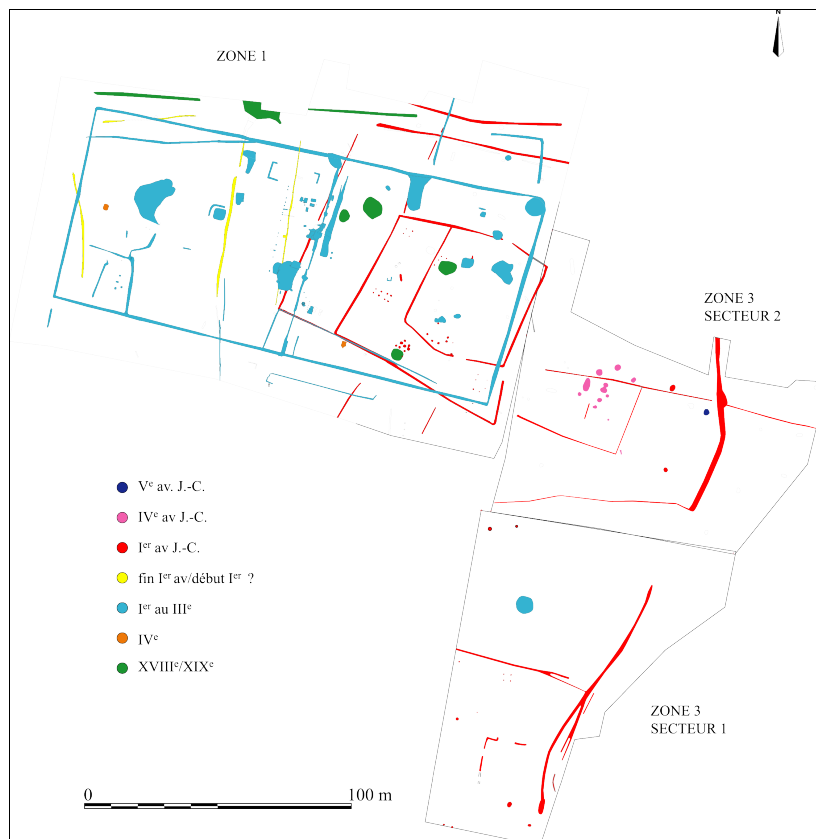 N
ZONE 1
ZONE 3
SECTEUR 2
Vᵉ av. J.-C.
IVᵉ av J.-C.
Iᵉʳ av J.-C.
fin Iᵉʳ av/début Iᵉʳ ?
Iᵉʳ au IIIᵉ
IVᵉ
XVIIIᵉ/XIXᵉ
ZONE 3
SECTEUR 1
0 100 m